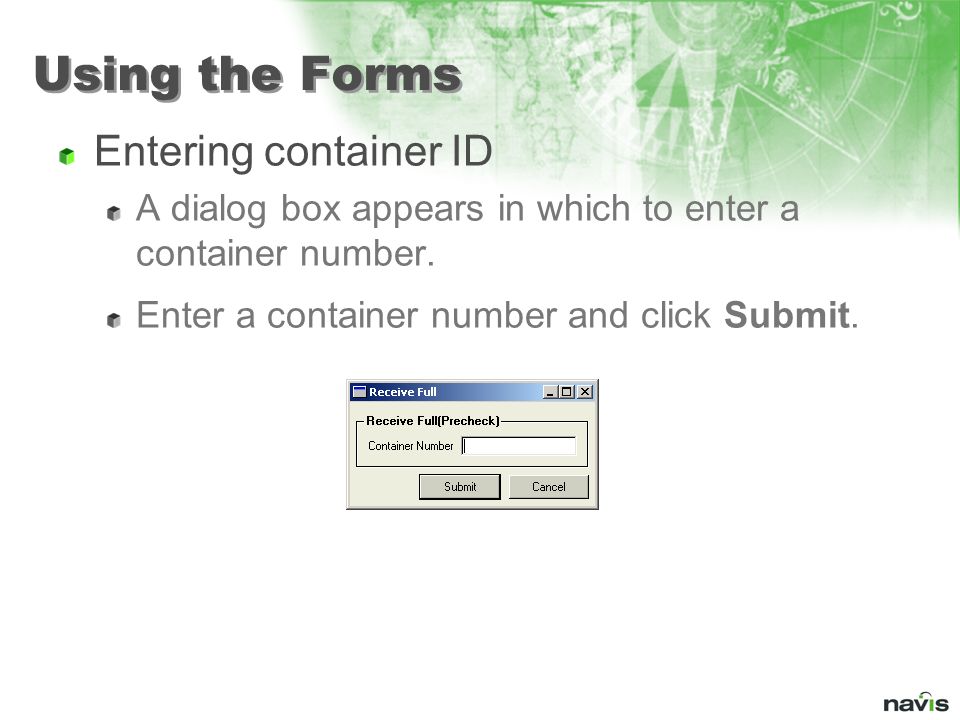 Using the Forms
Entering container ID
A dialog box appears in which to enter a
container number.
Enter a container number and click Submit.
Receive Full
Receive Full(Precheck)
Container Number
Submit Cancel
navis